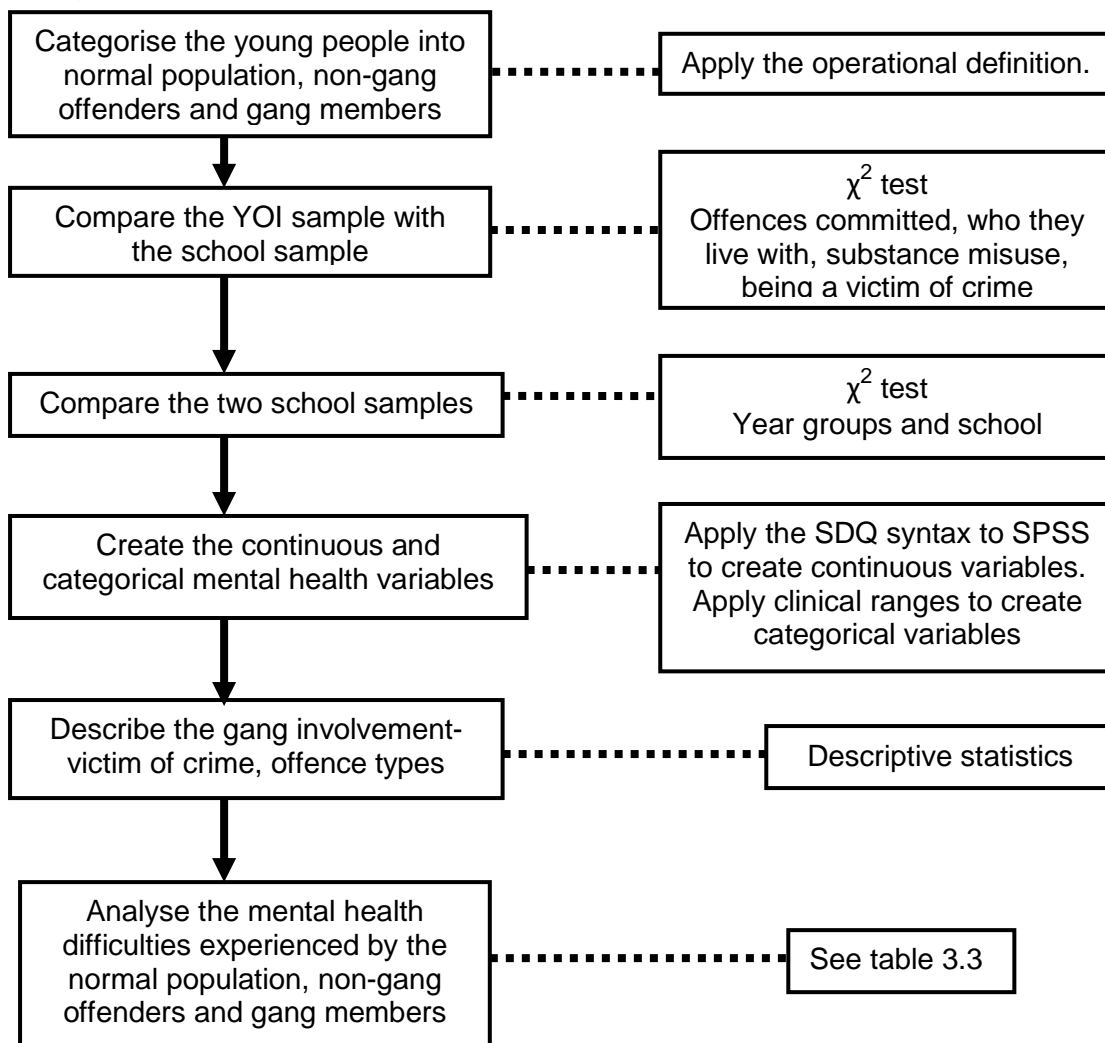 Categorise the young people into
normal population, non-gang
offenders and gang members
Apply the operational definition.
Compare the YOI sample with
the school sample
χ² test
Offences committed, who they
live with, substance misuse,
being a victim of crime
Compare the two school samples
χ² test
Year groups and school
Create the continuous and
categorical mental health variables
Apply the SDQ syntax to SPSS
to create continuous variables.
Apply clinical ranges to create
categorical variables
Describe the gang involvement-
victim of crime, offence types
Descriptive statistics
Analyse the mental health
difficulties experienced by the
normal population, non-gang
offenders and gang members
See table 3.3